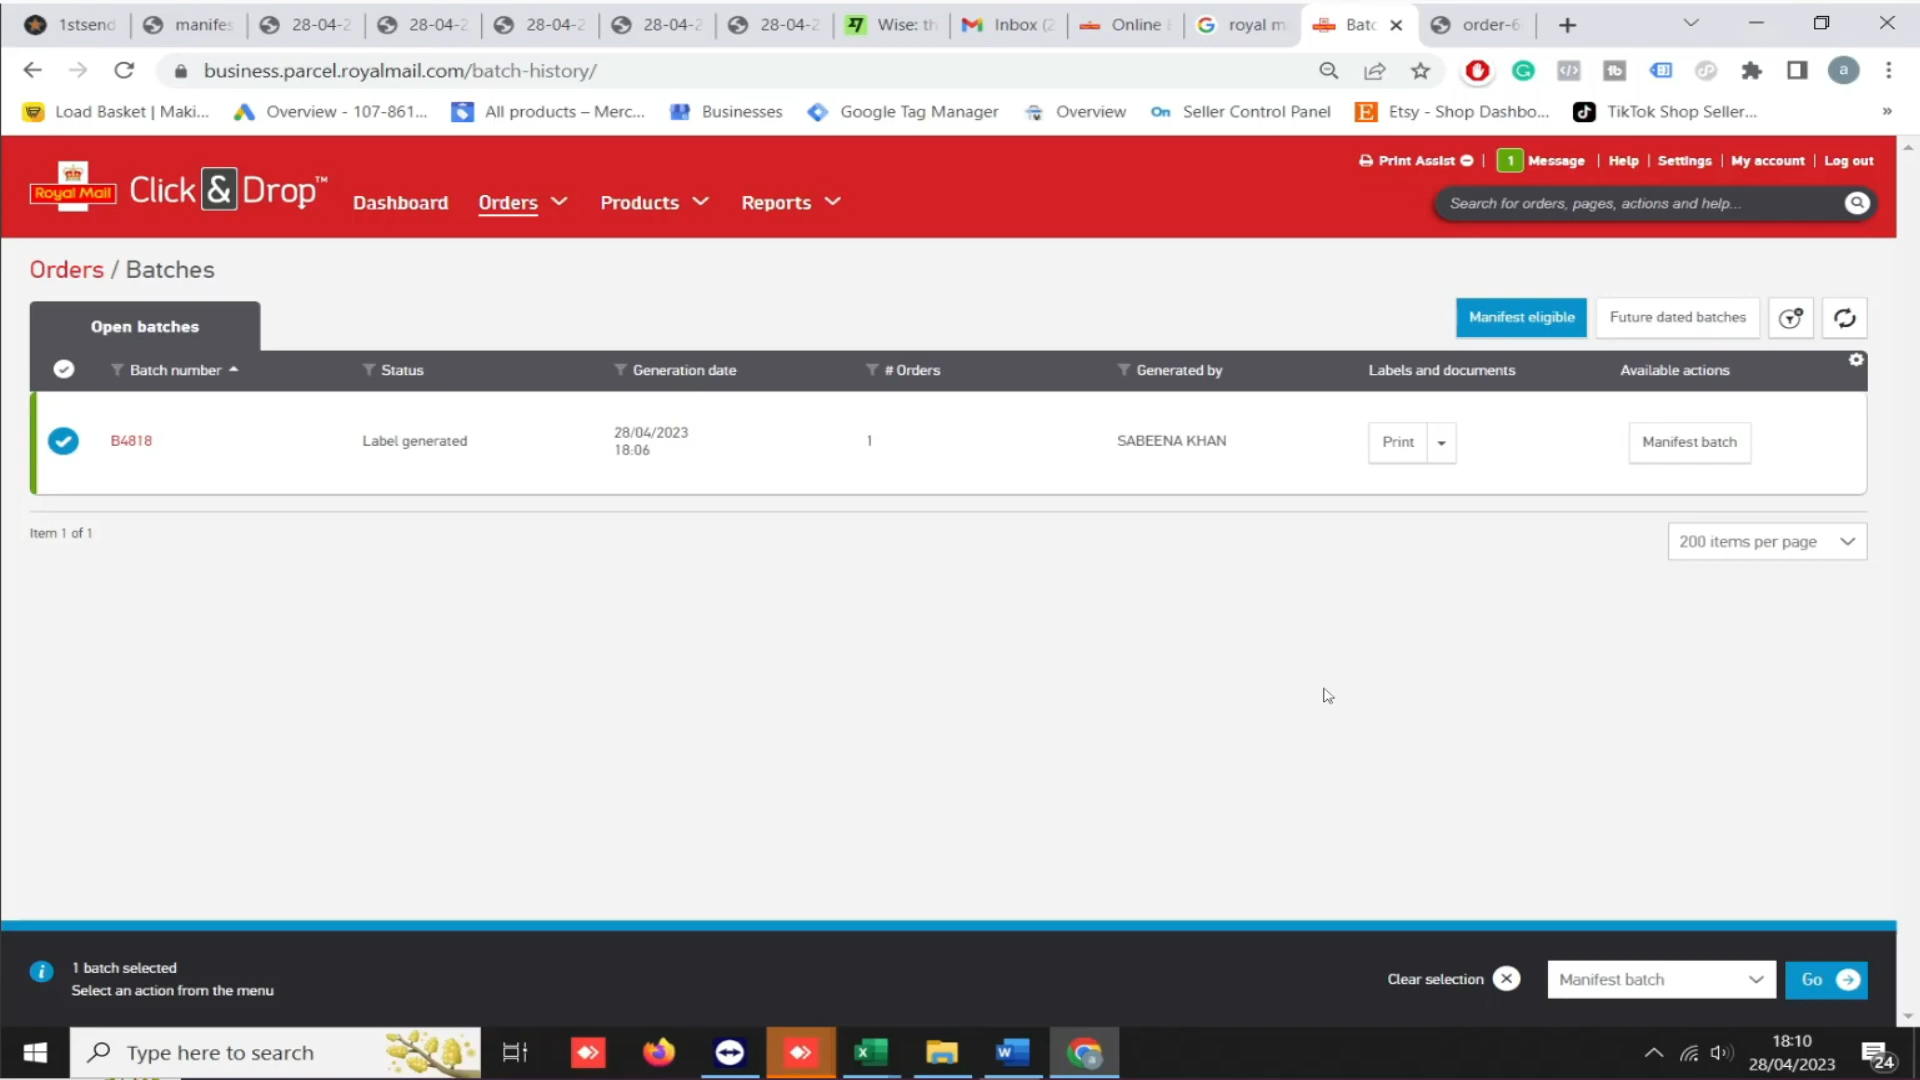 1stsend
manifes
28-04-2
28-04-2
28-04-2
28-04-2
28-04-2
Wise: th
Inbox (2
Online
royal m
Batc
order-6
business.parcel.royalmail.com/batch-history/
Load Basket | Maki...
Overview - 107-861...
All products – Merc...
Businesses
Google Tag Manager
Overview
Seller Control Panel
Etsy - Shop Dashbo...
TikTok Shop Seller...
»
Print Assist
1 Message
Help
Settings
My account
Log out
Royal Mail
Click & Drop™
Dashboard
Orders
Products
Reports
Search for orders, pages, actions and help...
Orders / Batches
Open batches
Manifest eligible
Future dated batches
Batch number
Status
Generation date
# Orders
Generated by
Labels and documents
Available actions
B4818
Label generated
28/04/2023
18:06
1
SABEENA KHAN
Print
Manifest batch
Item 1 of 1
200 items per page
1 batch selected
Select an action from the menu
Clear selection
Manifest batch
Go
Type here to search
18:10
28/04/2023
24